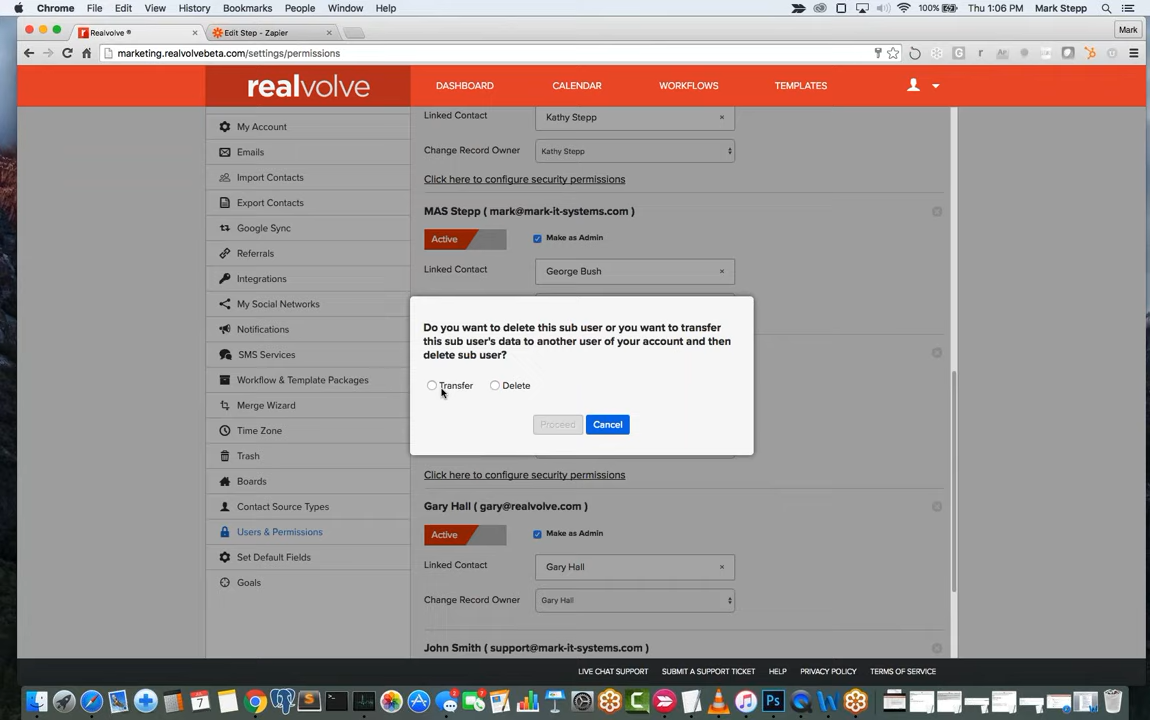 Chrome File Edit View History Bookmarks People Window Help 100% Thu 1:06 PM Mark Stepp
Realvolve ® × Edit Step - Zapier × Mark
marketing.realvolvebeta.com/settings/permissions
realvolve DASHBOARD CALENDAR WORKFLOWS TEMPLATES
My Account
Emails
Import Contacts
Export Contacts
Google Sync
Referrals
Integrations
My Social Networks
Notifications
SMS Services
Workflow & Template Packages
Merge Wizard
Time Zone
Trash
Boards
Contact Source Types
Users & Permissions
Set Default Fields
Goals
Linked Contact Kathy Stepp ×
Change Record Owner Kathy Stepp
Click here to configure security permissions
MAS Stepp ( mark@mark-it-systems.com )
Active Make as Admin
Linked Contact George Bush ×
Do you want to delete this sub user or you want to transfer
this sub user's data to another user of your account and then
delete sub user?
Transfer Delete
Proceed Cancel
Click here to configure security permissions
Gary Hall ( gary@realvolve.com )
Active Make as Admin
Linked Contact Gary Hall ×
Change Record Owner Gary Hall
John Smith ( support@mark-it-systems.com )
LIVE CHAT SUPPORT SUBMIT A SUPPORT TICKET HELP PRIVACY POLICY TERMS OF SERVICE